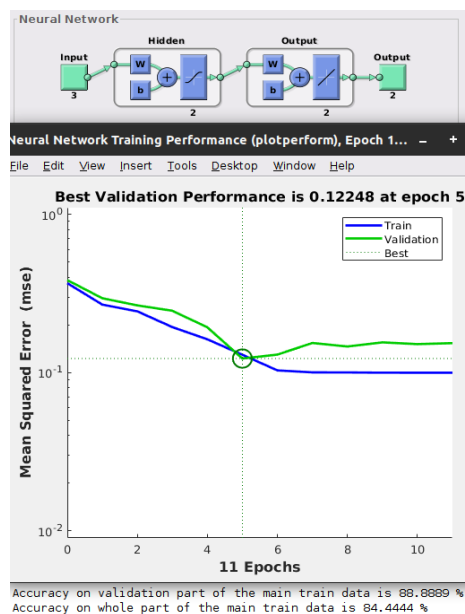 Neural Network
Hidden Output
Input Output
W W
b b
3 2
2 2
Neural Network Training Performance (plotperform), Epoch 1...
File Edit View Insert Tools Desktop Window Help
Best Validation Performance is 0.12248 at epoch 5
Train
Validation
Best
Mean Squared Error (mse)
10^0
10^-1
10^-2
0 2 4 6 8 10
11 Epochs
Accuracy on validation part of the main train data is 88.8889 %
Accuracy on whole part of the main train data is 84.4444 %